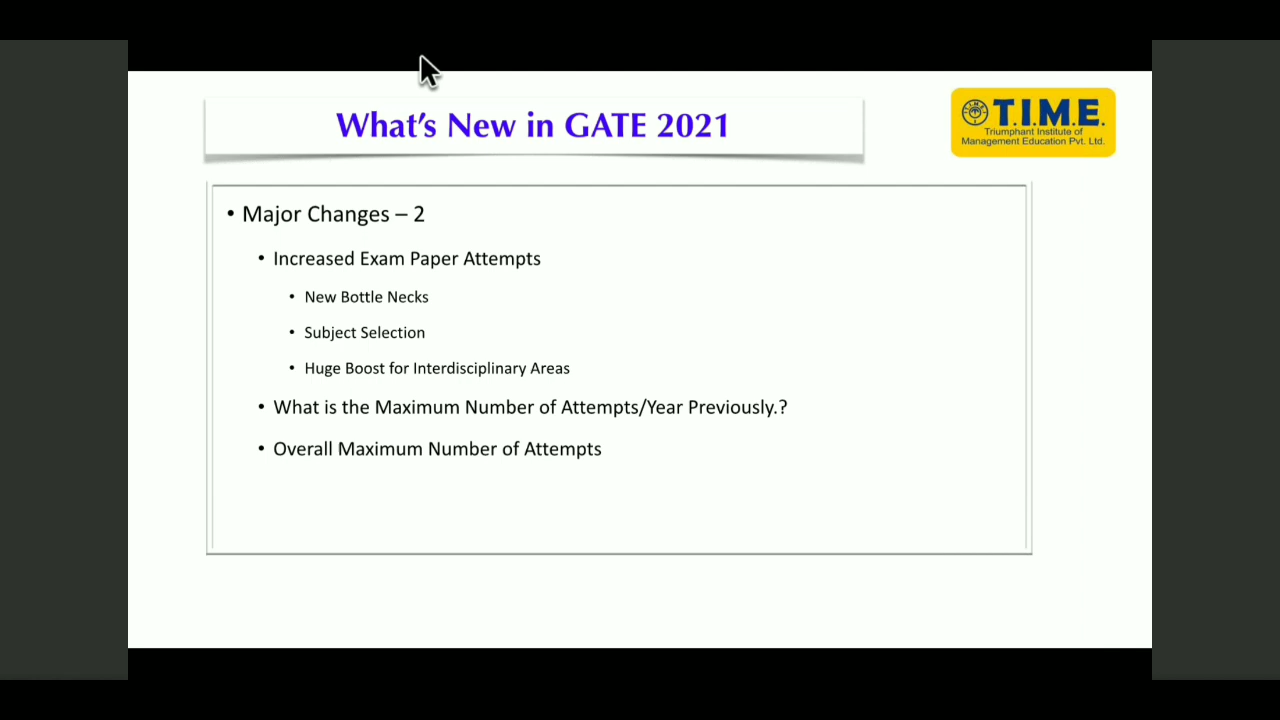 What's New in GATE 2021
T.I.M.E.
Triumphant Institute of
Management Education Pvt. Ltd.
• Major Changes – 2
• Increased Exam Paper Attempts
• New Bottle Necks
• Subject Selection
• Huge Boost for Interdisciplinary Areas
• What is the Maximum Number of Attempts/Year Previously.?
• Overall Maximum Number of Attempts